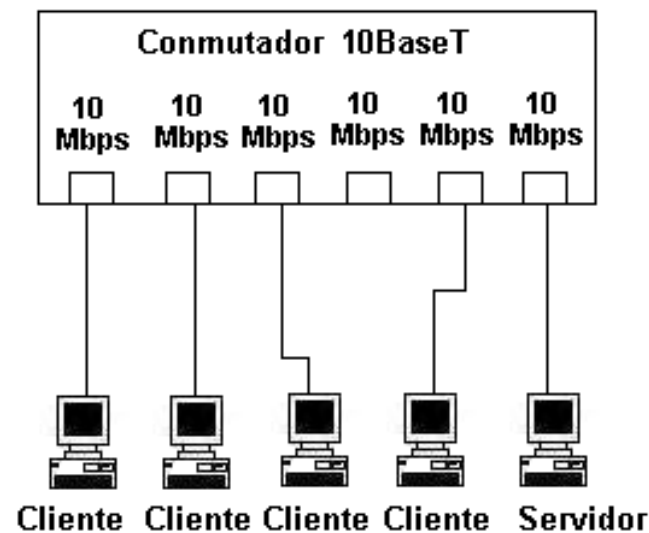 Conmutador 10BaseT
10 10 10 10 10 10
Mbps Mbps Mbps Mbps Mbps Mbps
Cliente Cliente Cliente Cliente Servidor